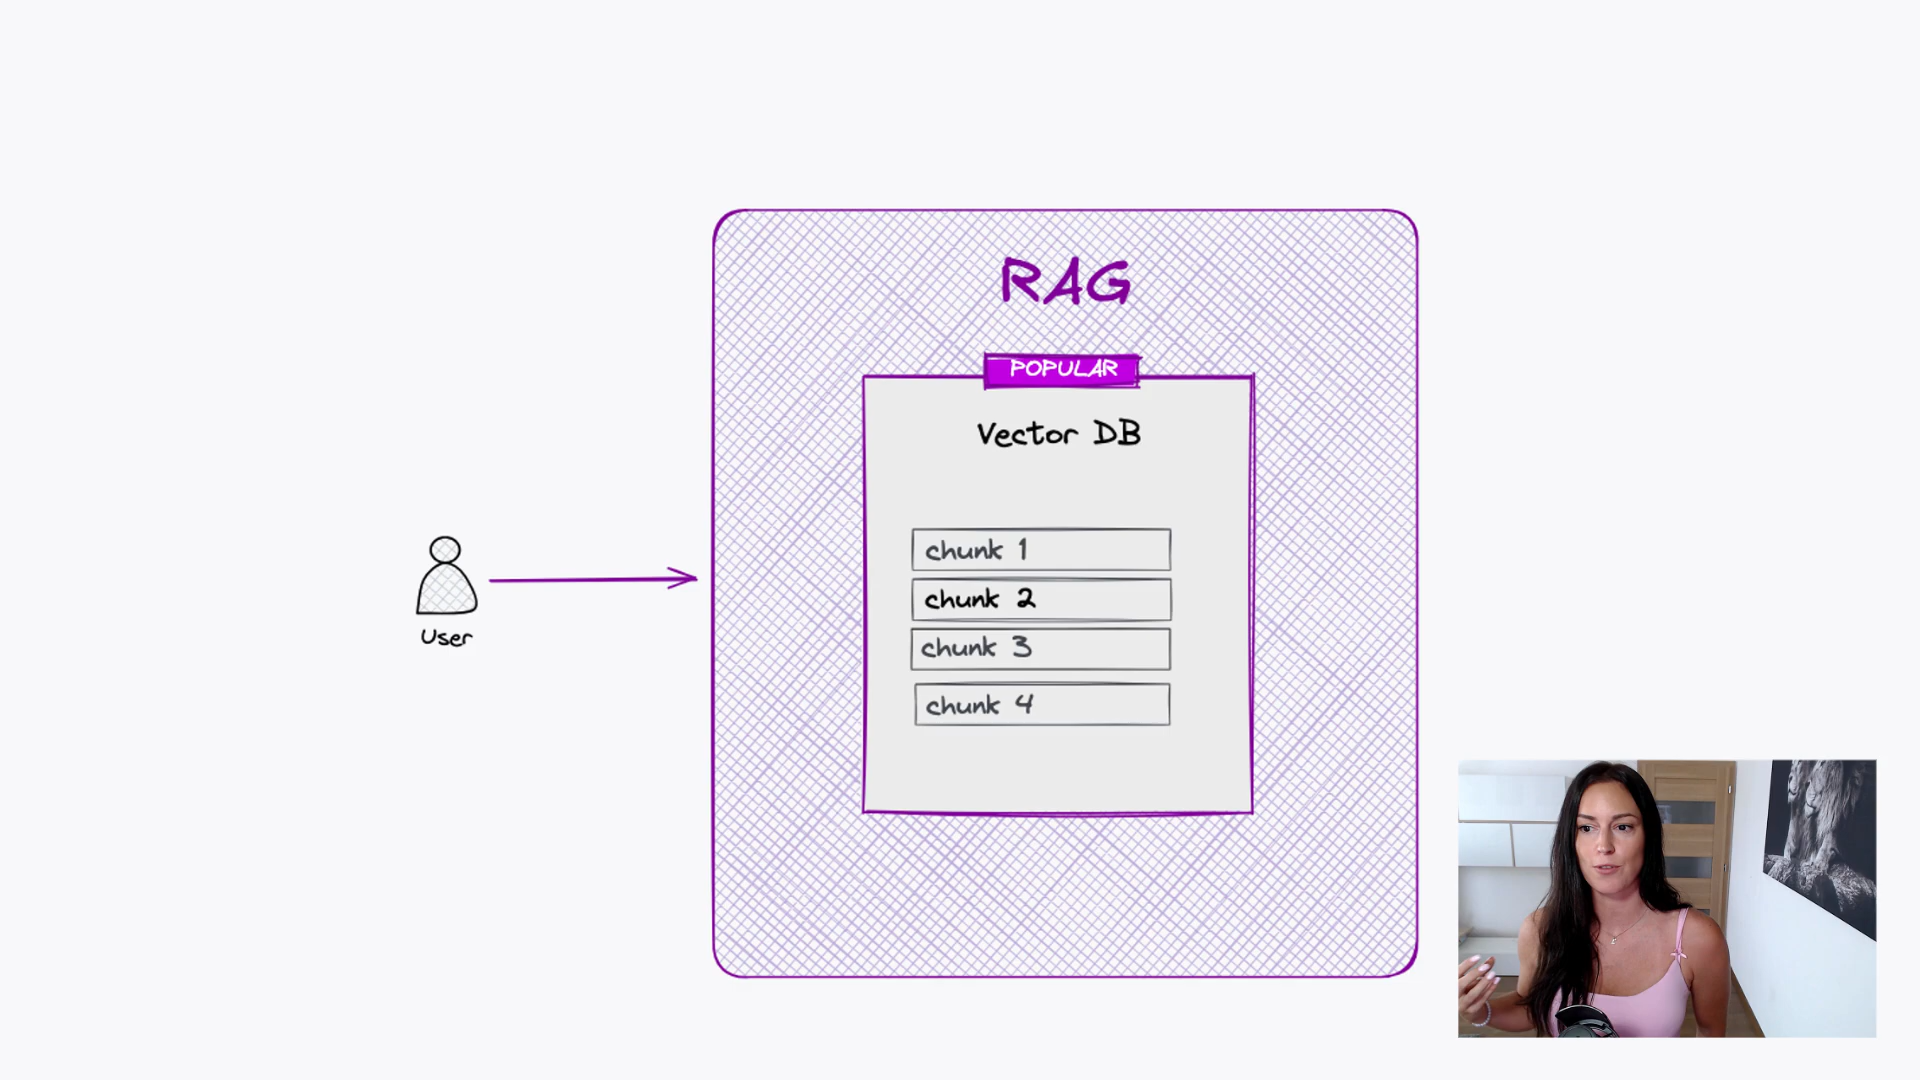 RAG
POPULAR
Vector DB
chunk 1
chunk 2
chunk 3
chunk 4
User